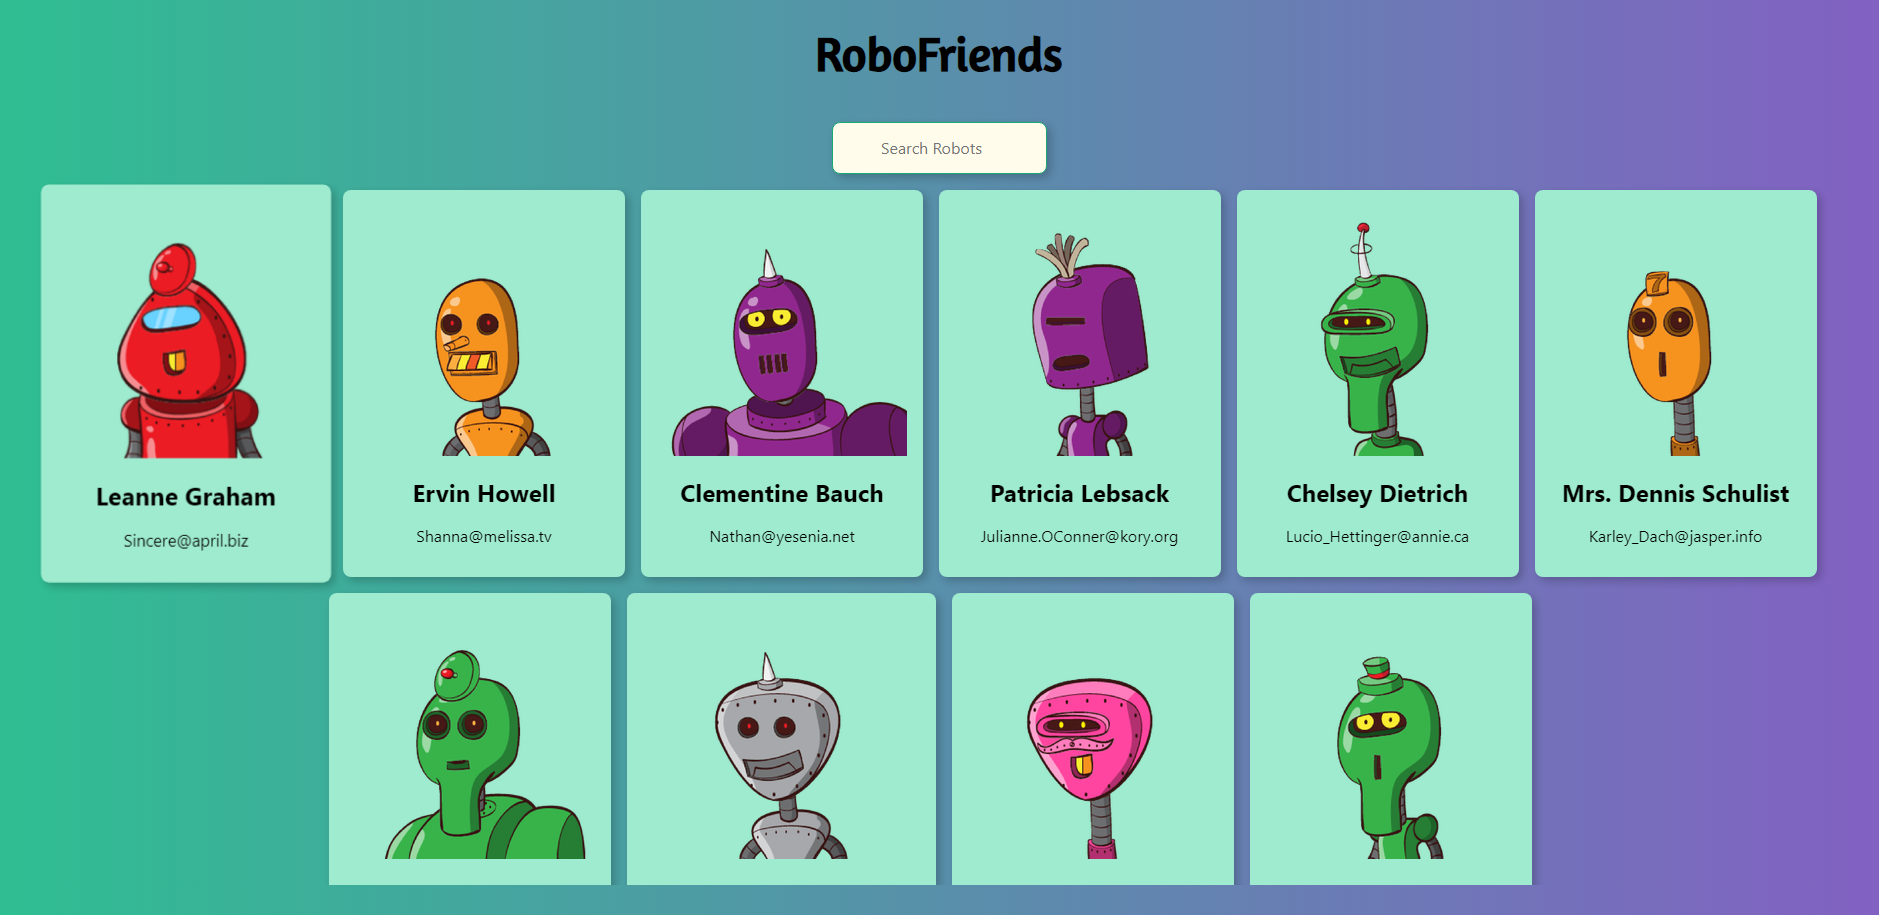 RoboFriends
Search Robots
7
Leanne Graham
Sincere@april.biz
Ervin Howell
Shanna@melissa.tv
Clementine Bauch
Nathan@yesenia.net
Patricia Lebsack
Julianne.OConner@kory.org
Chelsey Dietrich
Lucio_Hettinger@annie.ca
Mrs. Dennis Schulist
Karley_Dach@jasper.info